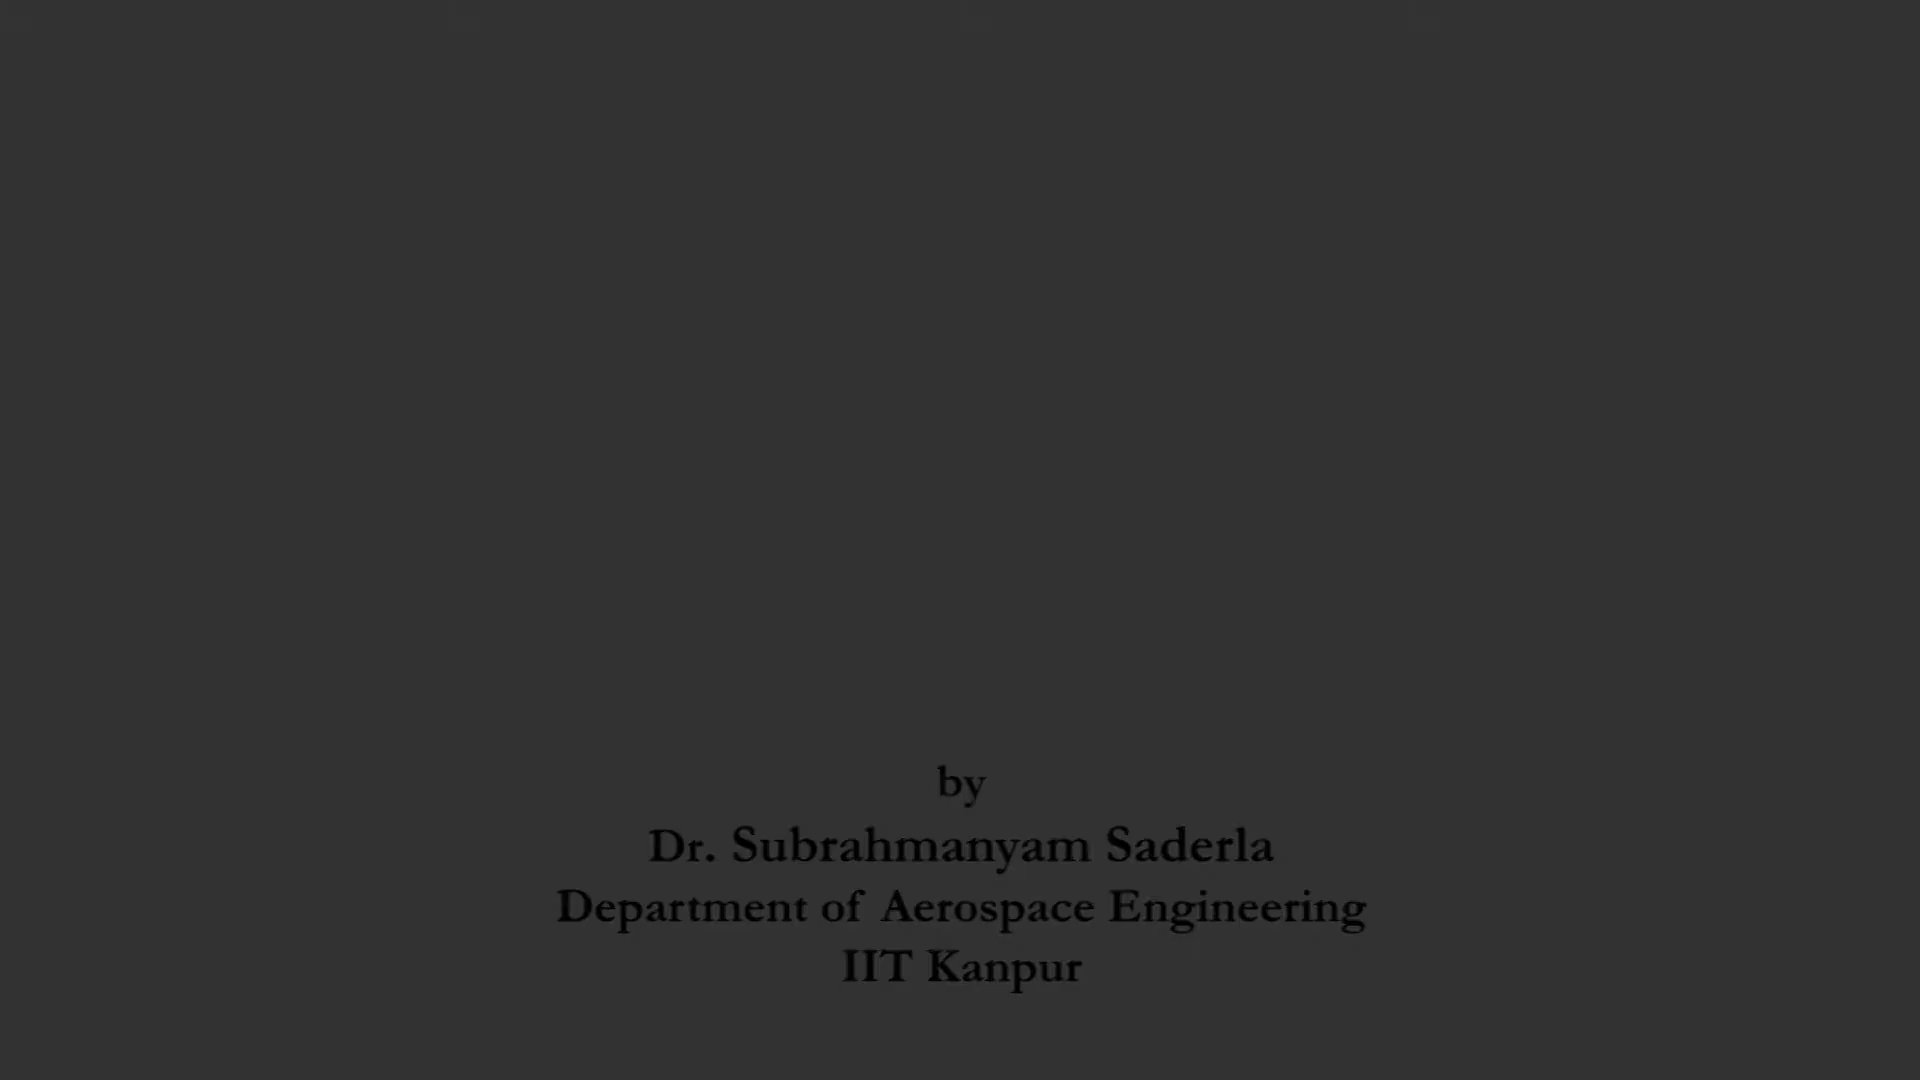 by
Dr. Subrahmanyam Saderla
Department of Aerospace Engineering
IIT Kanpur